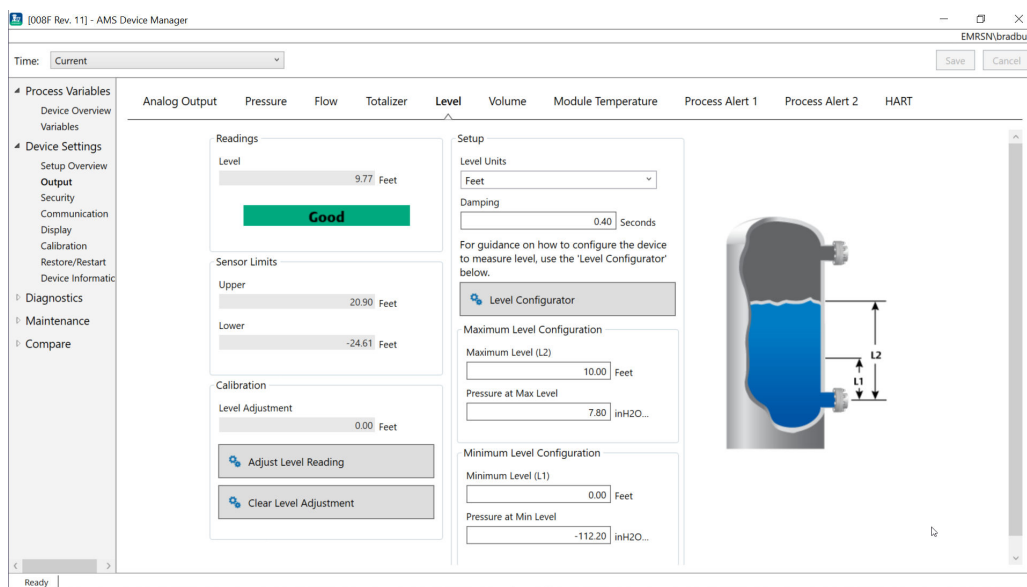 [008F Rev. 11] - AMS Device Manager
EMRSN\bradbu
Time: Current
Save Cancel
Process Variables
Device Overview
Variables
Device Settings
Setup Overview
Output
Security
Communication
Display
Calibration
Restore/Restart
Device Informatic
Diagnostics
Maintenance
Compare
Analog Output Pressure Flow Totalizer Level Volume Module Temperature Process Alert 1 Process Alert 2 HART
Readings
Level
9.77 Feet
Good
Sensor Limits
Upper
20.90 Feet
Lower
-24.61 Feet
Calibration
Level Adjustment
0.00 Feet
Adjust Level Reading
Clear Level Adjustment
Setup
Level Units
Feet
Damping
0.40 Seconds
For guidance on how to configure the device
to measure level, use the 'Level Configurator'
below.
Level Configurator
Maximum Level Configuration
Maximum Level (L2)
10.00 Feet
Pressure at Max Level
7.80 inH2O...
Minimum Level Configuration
Minimum Level (L1)
0.00 Feet
Pressure at Min Level
-112.20 inH2O...
L2
L1
Ready